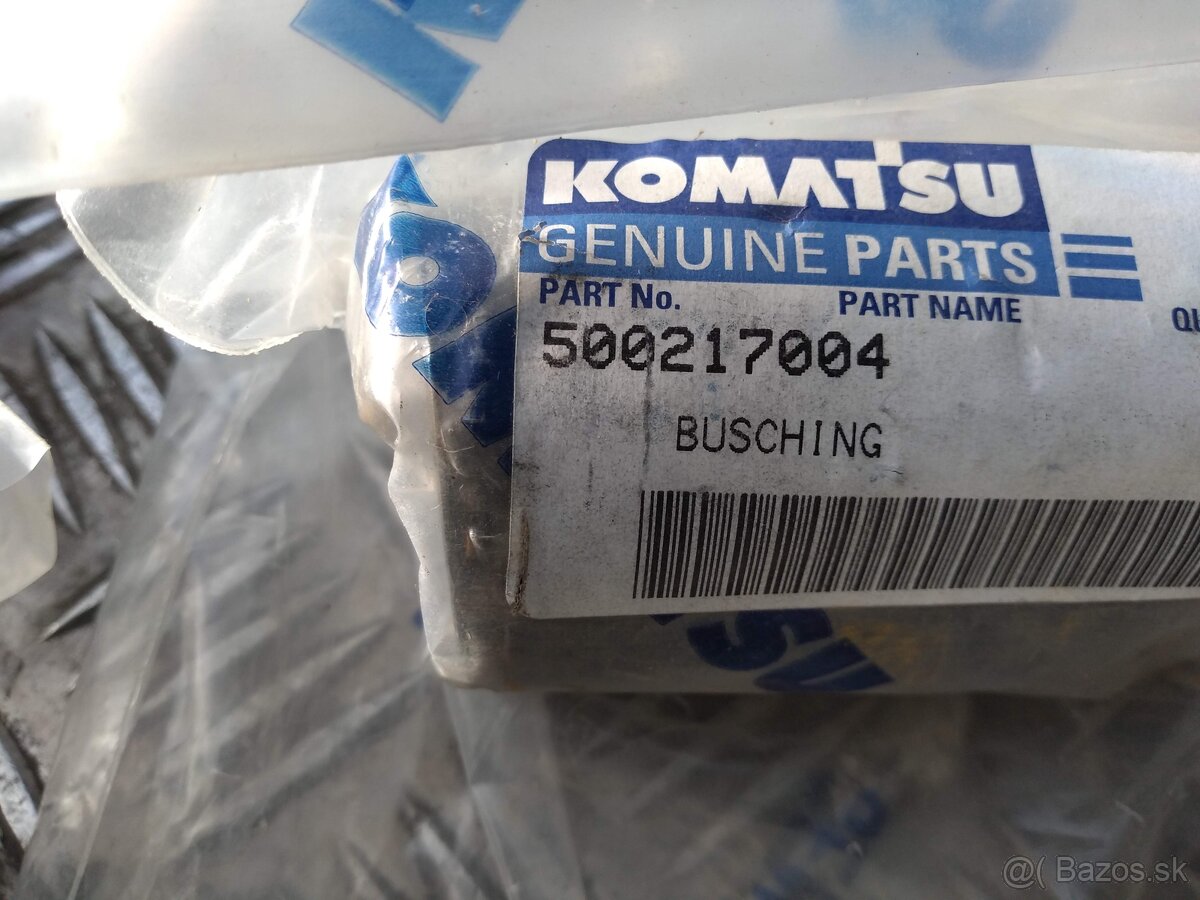 KOMATSU
GENUINE PARTS
PART No. PART NAME
500217004
BUSCHING
@( Bazos.sk